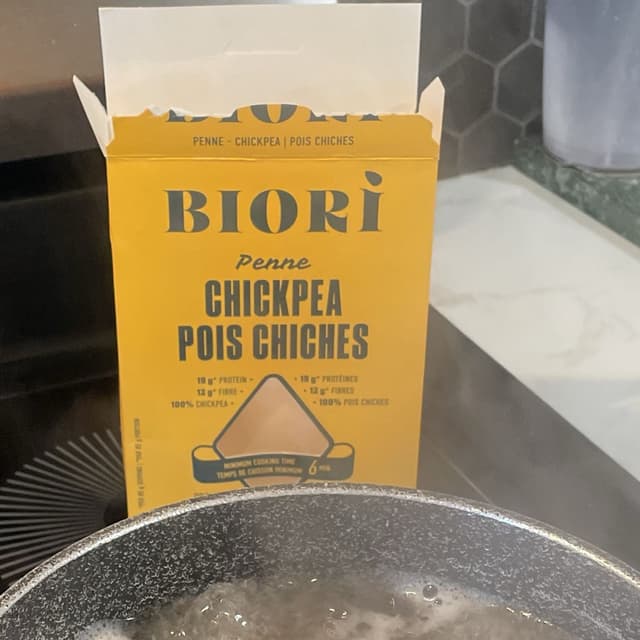 BIORÌ
PENNE - CHICKPEA | POIS CHICHES
BIORÌ
Penne
CHICKPEA
POIS CHICHES
19 g* PROTEIN • • 19 g* PROTÉINES
13 g* FIBRE • • 13 g* FIBRES
100% CHICKPEA • • 100% POIS CHICHES
MINIMUM COOKING TIME
TEMPS DE CUISSON MINIMUM 6 min